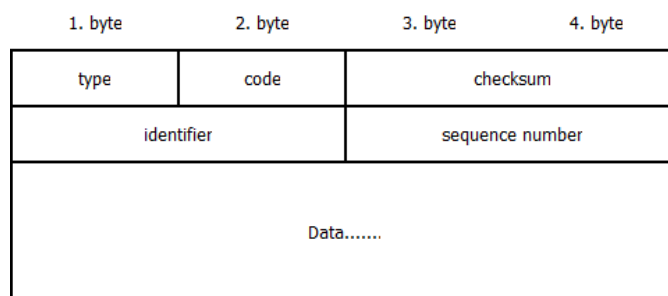 1. byte 2. byte 3. byte 4. byte
type code checksum
identifier sequence number
Data.......